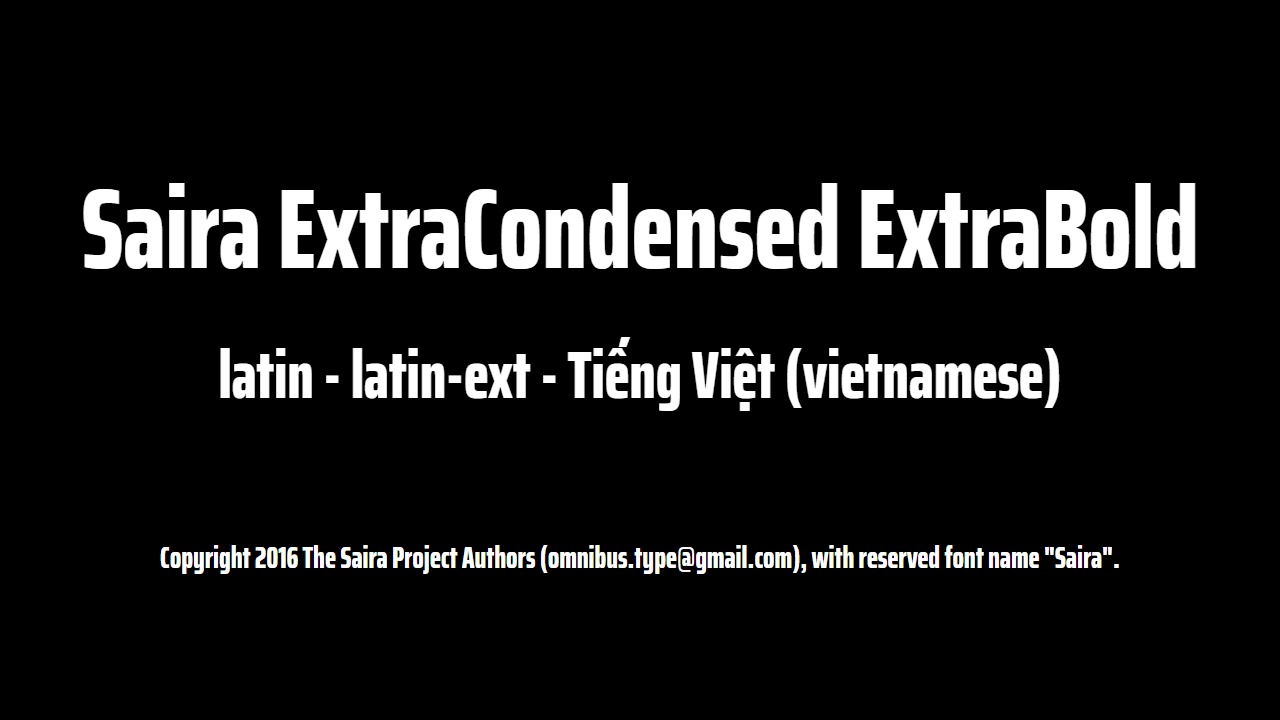 Saira ExtraCondensed ExtraBold
latin - latin-ext - Tiếng Việt (vietnamese)
Copyright 2016 The Saira Project Authors (omnibus.type@gmail.com), with reserved font name "Saira".